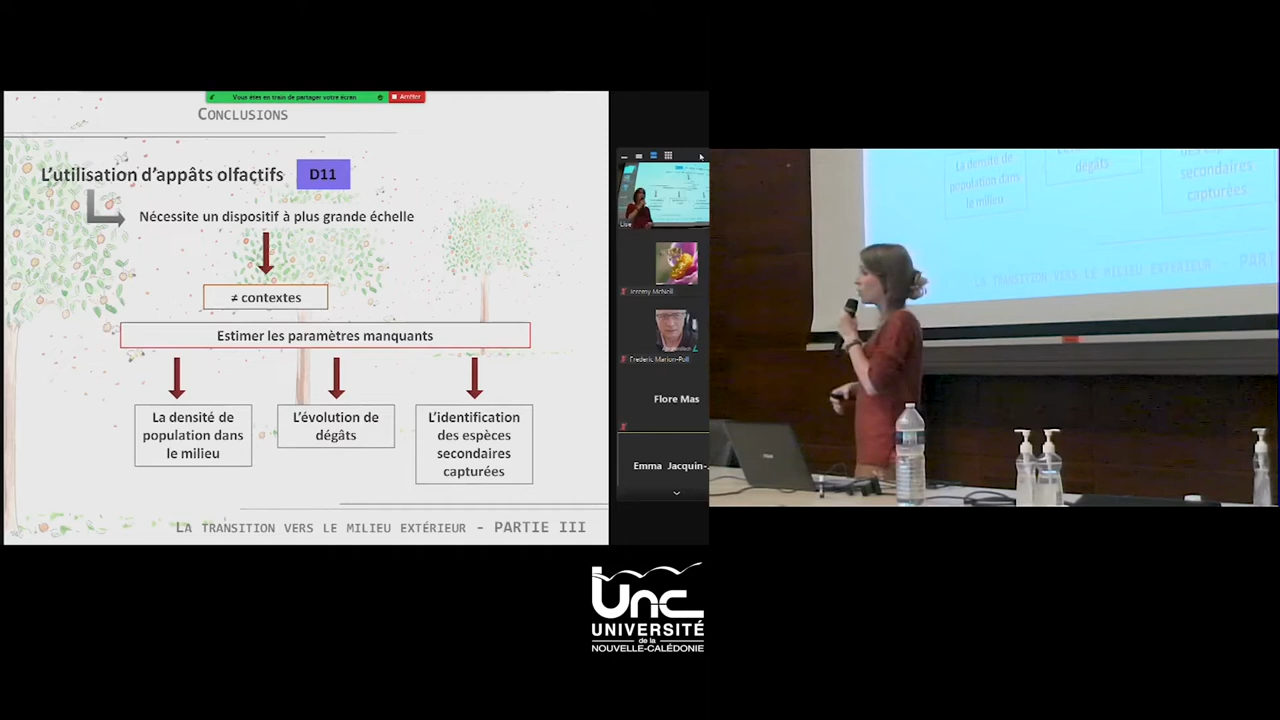 Vous êtes en train de partager votre écran
Arrêter
CONCLUSIONS
L'utilisation d'appâts olfactifs
D11
Nécessite un dispositif à plus grande échelle
≠ contextes
Estimer les paramètres manquants
La densité de
population dans
le milieu
L'évolution de
dégâts
L'identification
des espèces
secondaires
capturées
LA TRANSITION VERS LE MILIEU EXTÉRIEUR - PARTIE III
Lise
Jeremy McNeil
Frederic Marion-Poll
Flore Mas
Emma Jacquin-
La densité de
population dans
le milieu
dégâts
secondaires
capturées
LA TRANSITION VERS LE MILIEU EXTÉRIEUR - PART
unc
UNIVERSITÉ
de la
NOUVELLE-CALÉDONIE